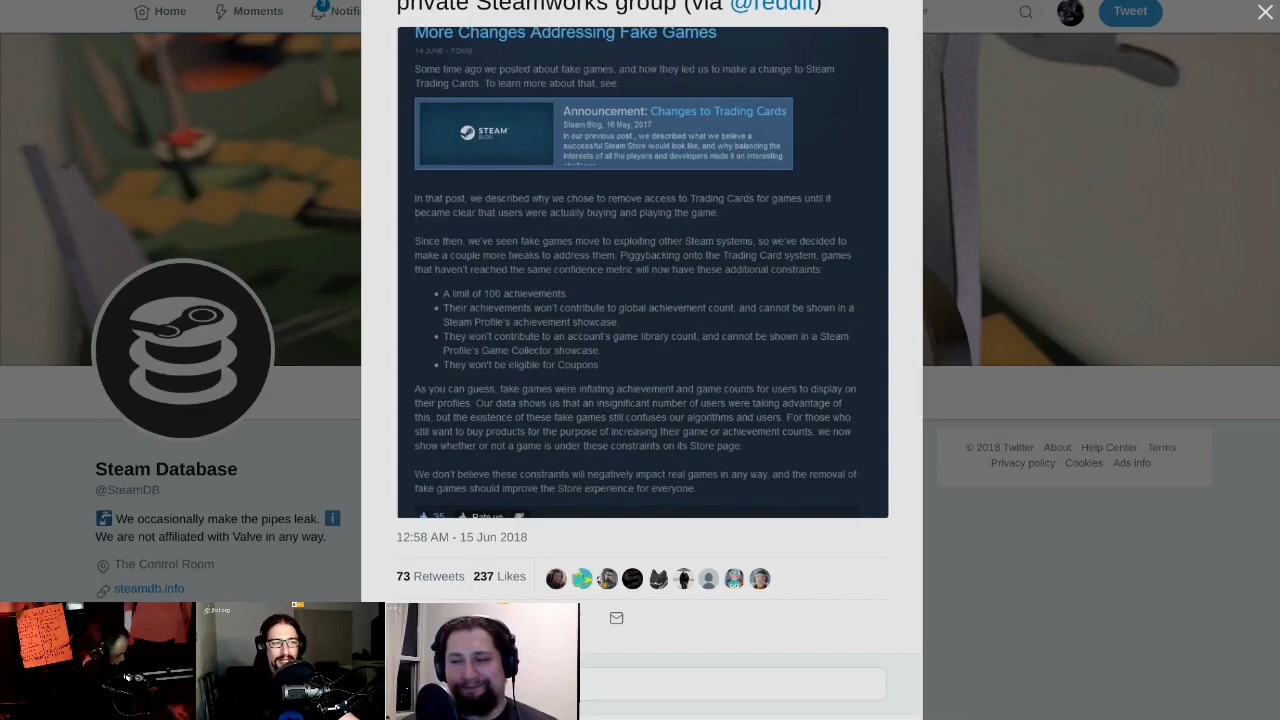 private Steamworks group (via @reddit)
Home
Moments
3
Tweet
More Changes Addressing Fake Games
14 JUNE - TOMB
Some time ago we posted about fake games, and how they led us to make a change to Steam
Trading Cards. To learn more about that, see:
STEAM
BLOG
Announcement: Changes to Trading Cards
Steam Blog, 16 May, 2017
In our previous post , we described what we believe a
successful Steam Store would look like, and why balancing the
interests of all the players and developers made it an interesting
In that post, we described why we chose to remove access to Trading Cards for games until it
became clear that users were actually buying and playing the game.
Since then, we've seen fake games move to exploiting other Steam systems, so we've decided to
make a couple more tweaks to address them. Piggybacking onto the Trading Card system, games
that haven't reached the same confidence metric will now have these additional constraints:
• A limit of 100 achievements.
• Their achievements won't contribute to global achievement count, and cannot be shown in a
Steam Profile's achievement showcase.
• They won't contribute to an account's game library count, and cannot be shown in a Steam
Profile's Game Collector showcase.
• They won't be eligible for Coupons
As you can guess, fake games were inflating achievement and game counts for users to display on
their profiles. Our data shows us that an insignificant number of users were taking advantage of
this, but the existence of these fake games still confuses our algorithms and users. For those who
still want to buy products for the purpose of increasing their game or achievement counts, we now
show whether or not a game is under these constraints on its Store page.
We don't believe these constraints will negatively impact real games in any way, and the removal of
fake games should improve the Store experience for everyone.
35 Rate up
12:58 AM - 15 Jun 2018
73 Retweets 237 Likes
Steam Database
@SteamDB
We occasionally make the pipes leak.
We are not affiliated with Valve in any way.
The Control Room
steamdb.info
© 2018 Twitter About Help Center Terms
Privacy policy Cookies Ads info